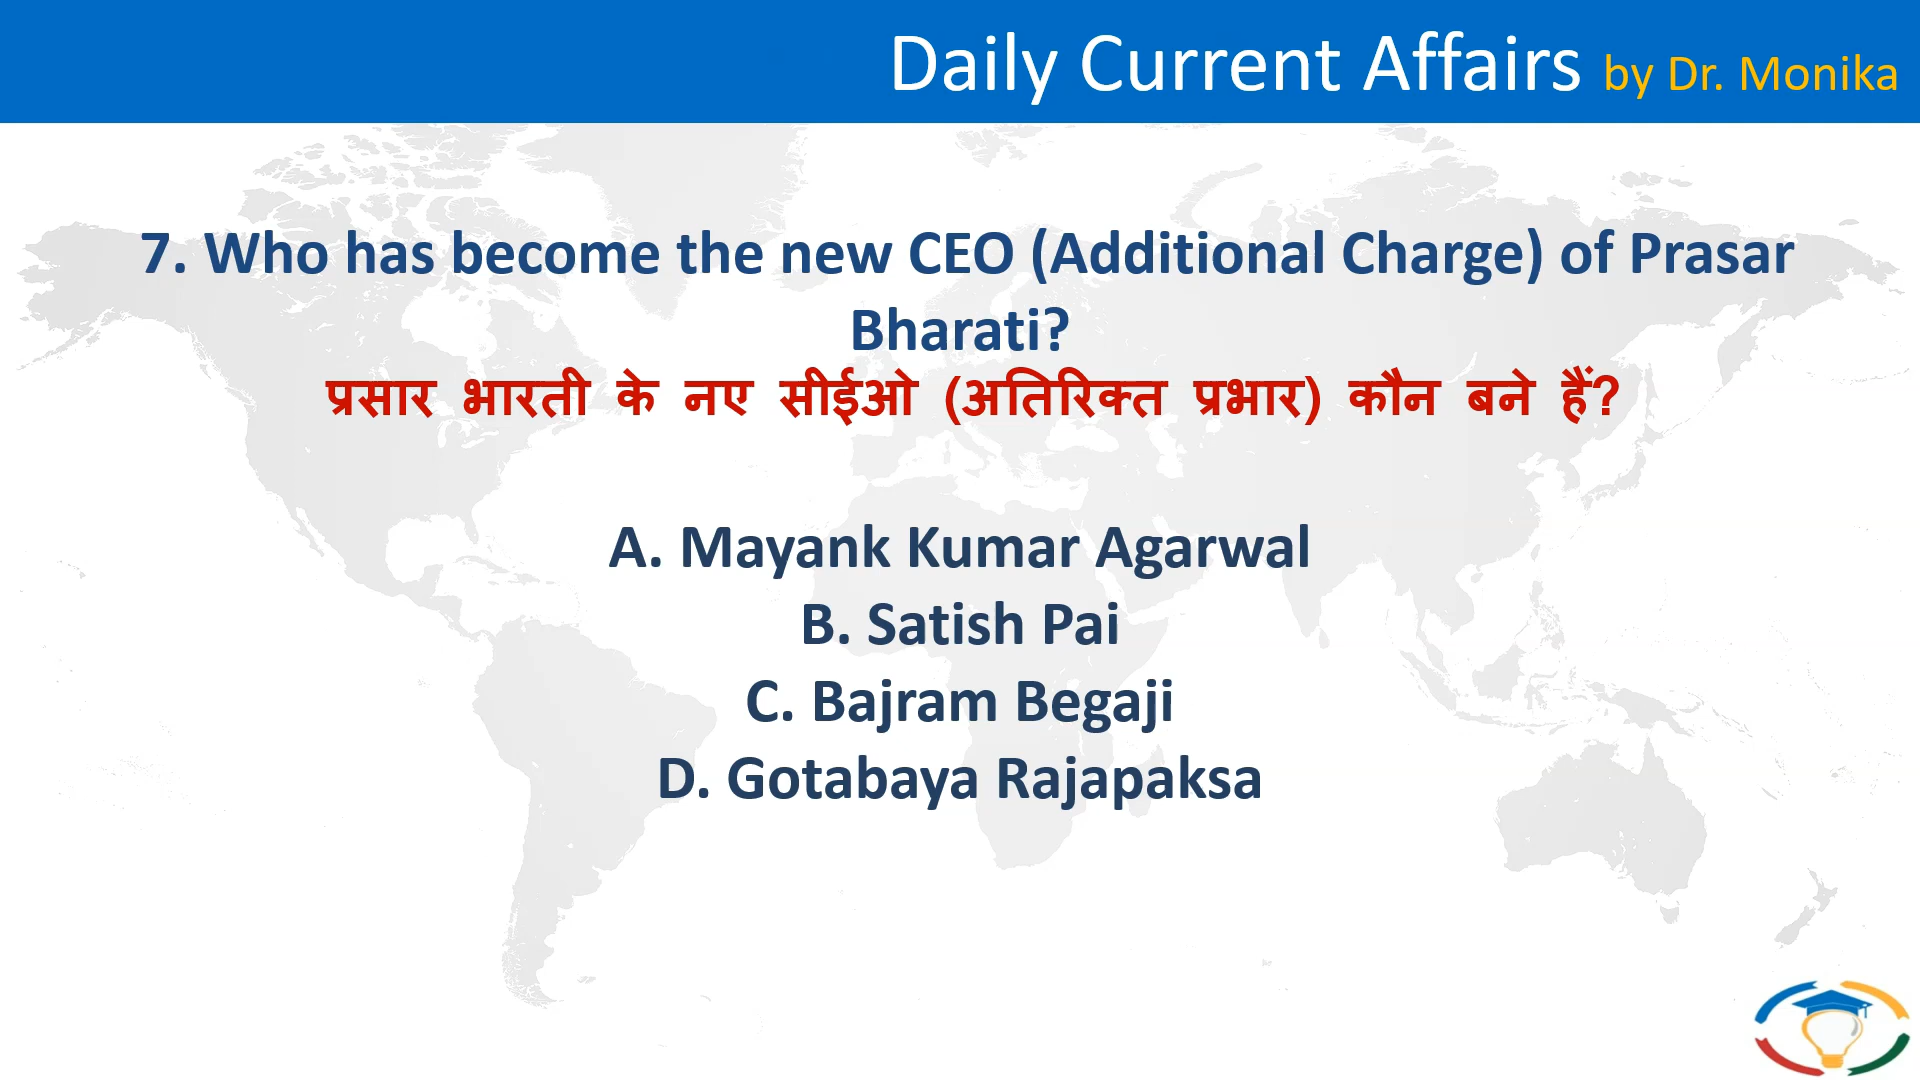 Daily Current Affairs by Dr. Monika
7. Who has become the new CEO (Additional Charge) of Prasar
Bharati?
प्रसार भारती के नए सीईओ (अतिरिक्त प्रभार) कौन बने हैं?
A. Mayank Kumar Agarwal
B. Satish Pai
C. Bajram Begaji
D. Gotabaya Rajapaksa